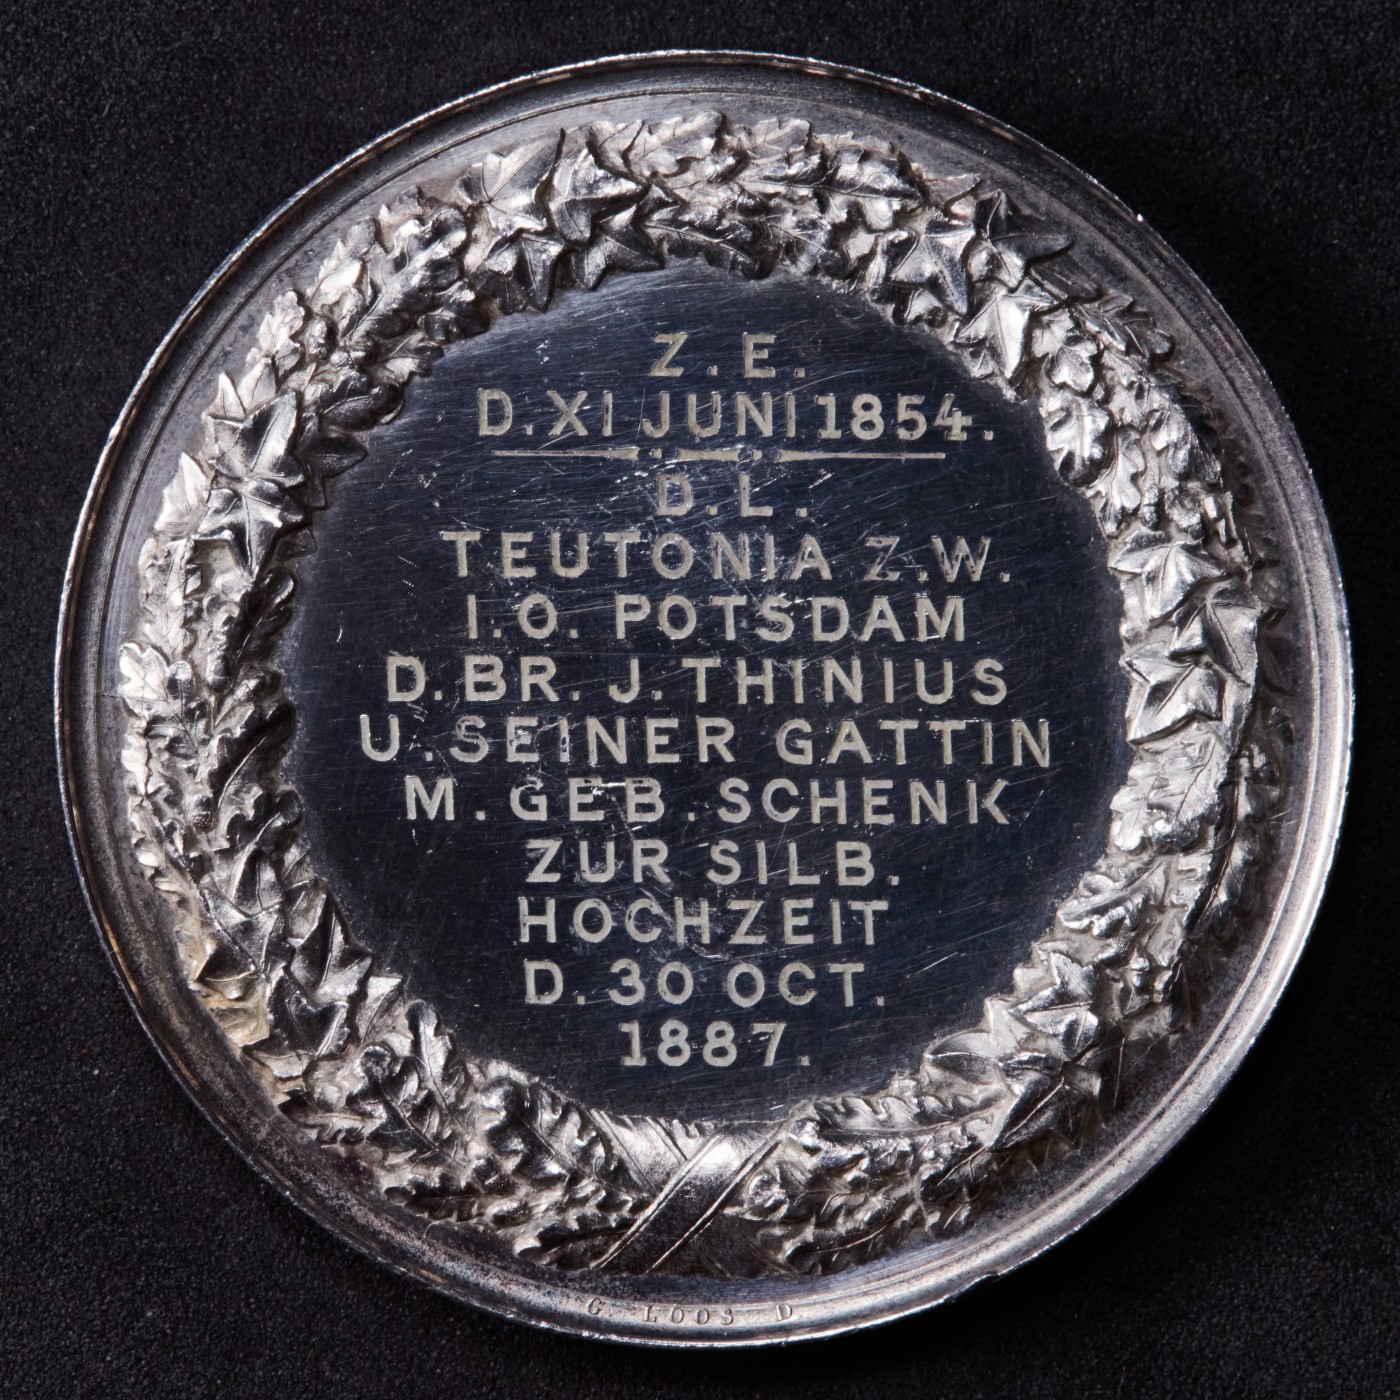 Z. E.
D. XI JUNI 1854.
D. L.
TEUTONIA Z. W.
I. O. POTSDAM
D. BR. J. THINIUS
U. SEINER GATTIN
M. GEB. SCHENK
ZUR SILB.
HOCHZEIT
D. 30 OCT.
1887.
G. LOOS D.